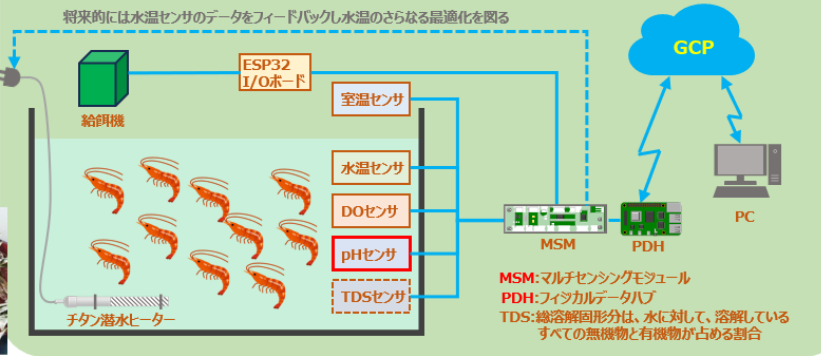 将来的には水温センサのデータをフィードバックし水温のさらなる最適化を図る
GCP
ESP32
I/Oボード
給餌機
室温センサ
水温センサ
DOセンサ
pHセンサ
TDSセンサ
チタン潜水ヒーター
MSM
PDH
PC
MSM:マルチセンシングモジュール
PDH:フィジカルデータハブ
TDS:総溶解固形分は、水に対して、溶解している
すべての無機物と有機物が占める割合